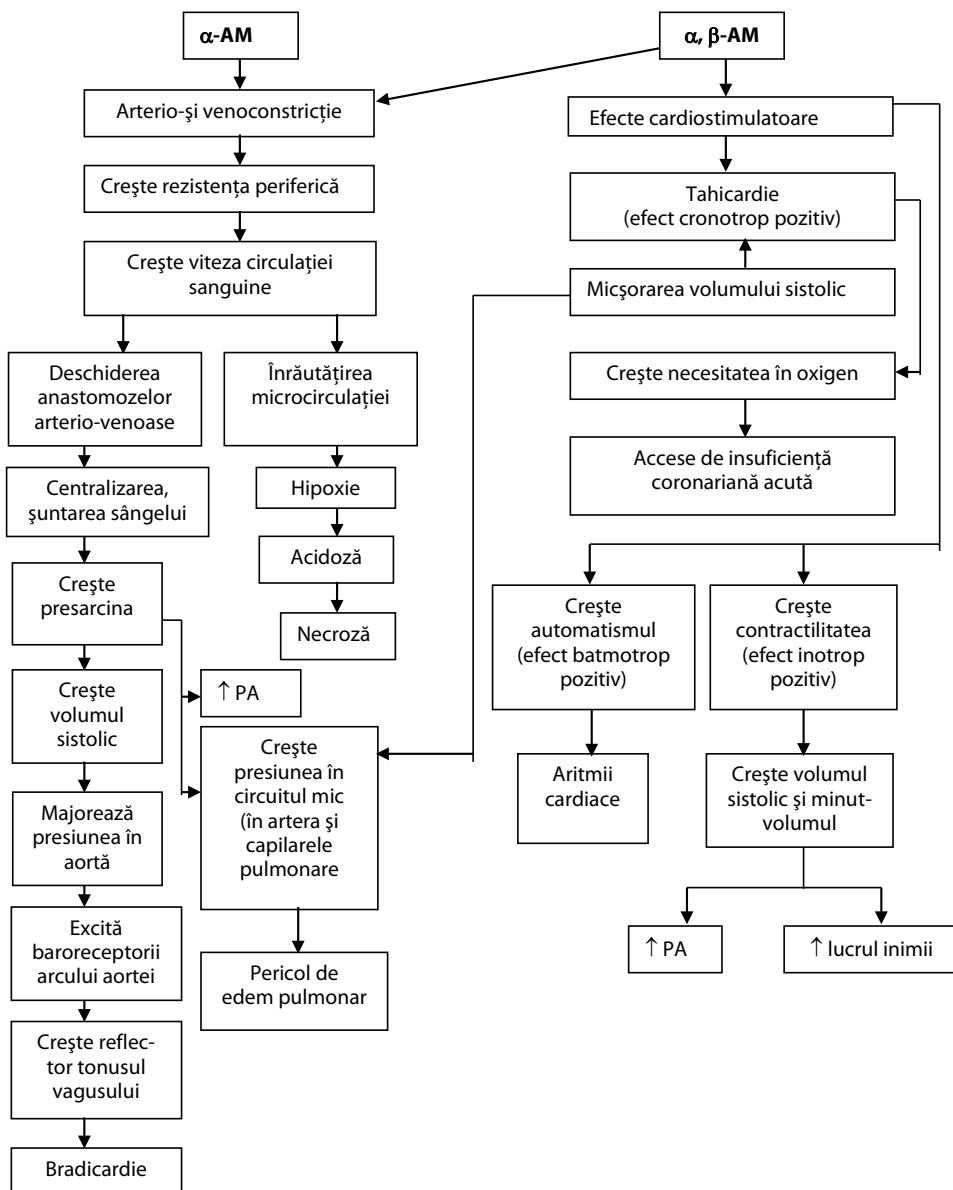 α-AM
α, β-AM
Arterio-şi venoconstricţie
Efecte cardiostimulatoare
Creşte rezistenţa periferică
Tahicardie
(efect cronotrop pozitiv)
Creşte viteza circulaţiei
sanguine
Micşorarea volumului sistolic
Deschiderea
anastomozelor
arterio-venoase
Înrăutăţirea
microcirculaţiei
Creşte necesitatea în oxigen
Accese de insuficienţă
coronariană acută
Centralizarea,
şuntarea sângelui
Hipoxie
Acidoză
Necroză
Creşte
presarcina
Creşte
automatismul
(efect batmotrop
pozitiv)
Creşte
contractilitatea
(efect inotrop
pozitiv)
Creşte
volumul
sistolic
↑ PA
Creşte
presiunea în
circuitul mic
(în artera şi
capilarele
pulmonare
Aritmii
cardiace
Creşte volumul
sistolic şi minut-
volumul
Majorează
presiunea în
aortă
Excită
baroreceptorii
arcului aortei
↑ PA
↑ lucrul inimii
Pericol de
edem pulmonar
Creşte reflec-
tor tonusul
vagusului
Bradicardie